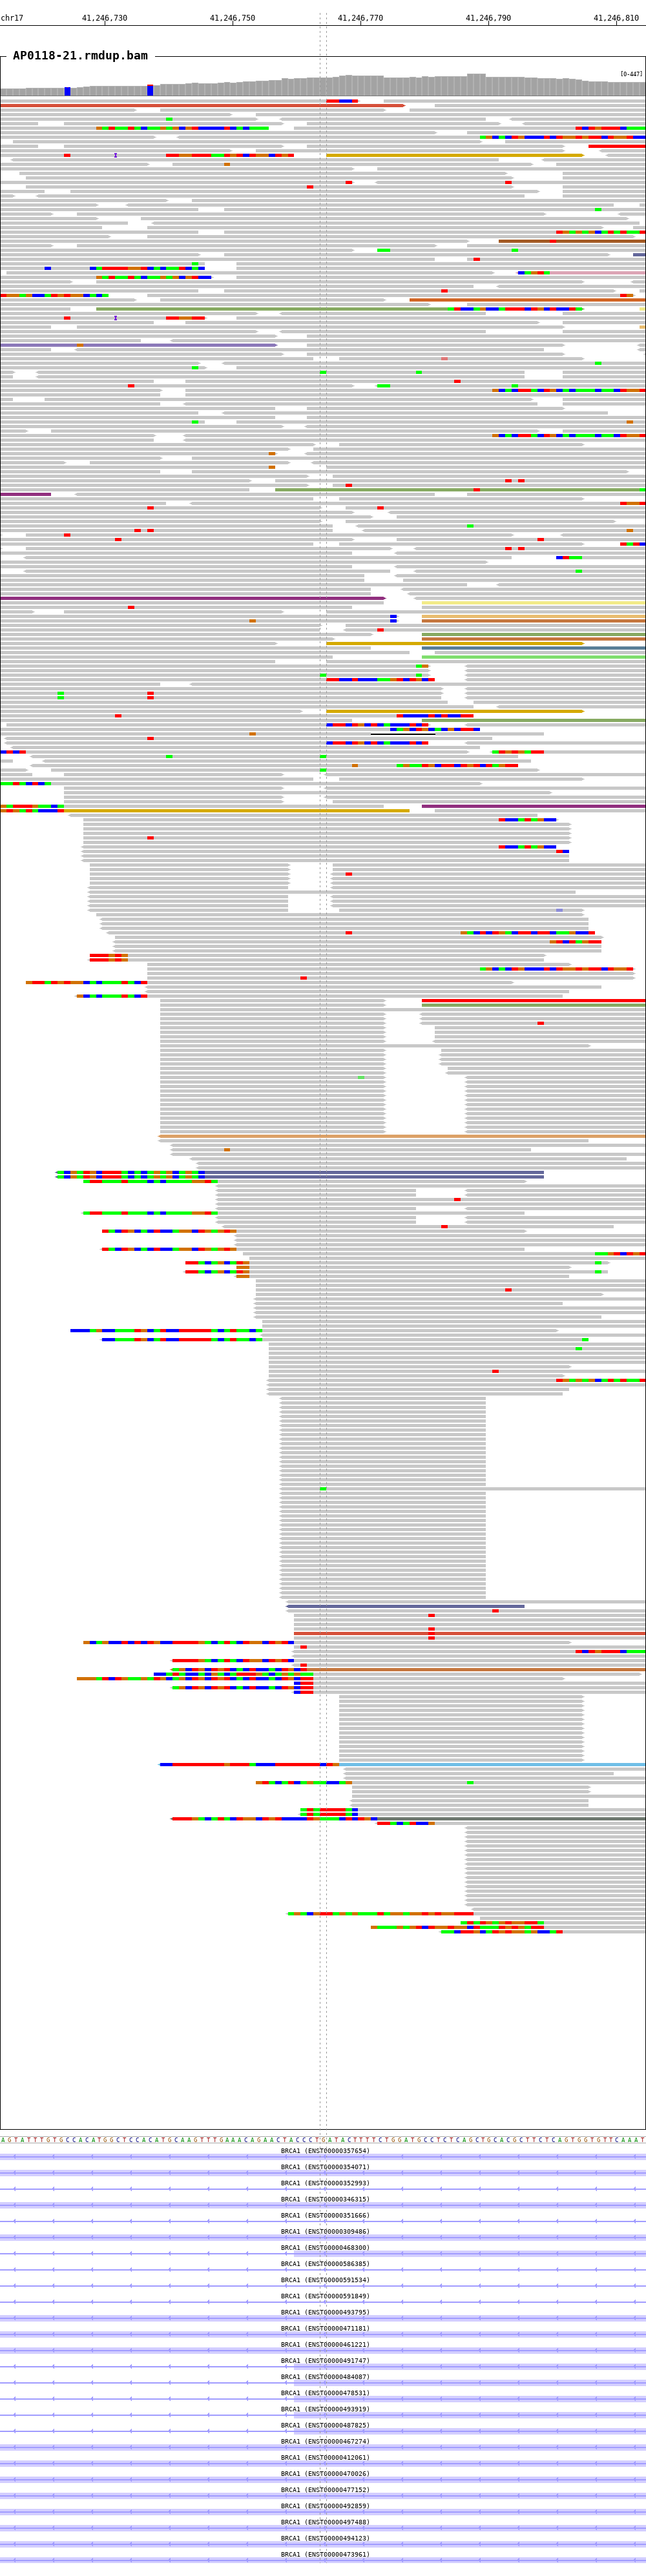 chr17 41,246,730 41,246,750 41,246,770 41,246,790 41,246,810
AP0118-21.rmdup.bam
[0-447]
I
I
AGTATTTGTGCCACATGGCTCCACATGCAAGTTTGAAACAGAACTACCCTGATACTTTTCTGGATGCCTCTCAGCTGCACGCTTCTCAGTGGTGTTCAAAT
BRCA1 (ENST00000357654)
BRCA1 (ENST00000354071)
BRCA1 (ENST00000352993)
BRCA1 (ENST00000346315)
BRCA1 (ENST00000351666)
BRCA1 (ENST00000309486)
BRCA1 (ENST00000468300)
BRCA1 (ENST00000586385)
BRCA1 (ENST00000591534)
BRCA1 (ENST00000591849)
BRCA1 (ENST00000493795)
BRCA1 (ENST00000471181)
BRCA1 (ENST00000461221)
BRCA1 (ENST00000491747)
BRCA1 (ENST00000484087)
BRCA1 (ENST00000478531)
BRCA1 (ENST00000493919)
BRCA1 (ENST00000487825)
BRCA1 (ENST00000467274)
BRCA1 (ENST00000412061)
BRCA1 (ENST00000470026)
BRCA1 (ENST00000477152)
BRCA1 (ENST00000492859)
BRCA1 (ENST00000497488)
BRCA1 (ENST00000494123)
BRCA1 (ENST00000473961)